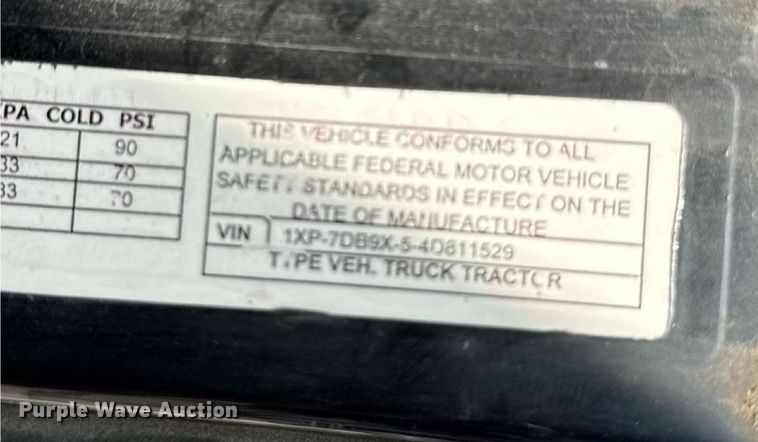 PA COLD PSI
21 90
33 70
83 70
THIS VEHICLE CONFORMS TO ALL
APPLICABLE FEDERAL MOTOR VEHICLE
SAFETY STANDARDS IN EFFECT ON THE
DATE OF MANUFACTURE
VIN 1XP-7DB9X-5-4D811529
TYPE VEH. TRUCK TRACTOR
Purple Wave Auction